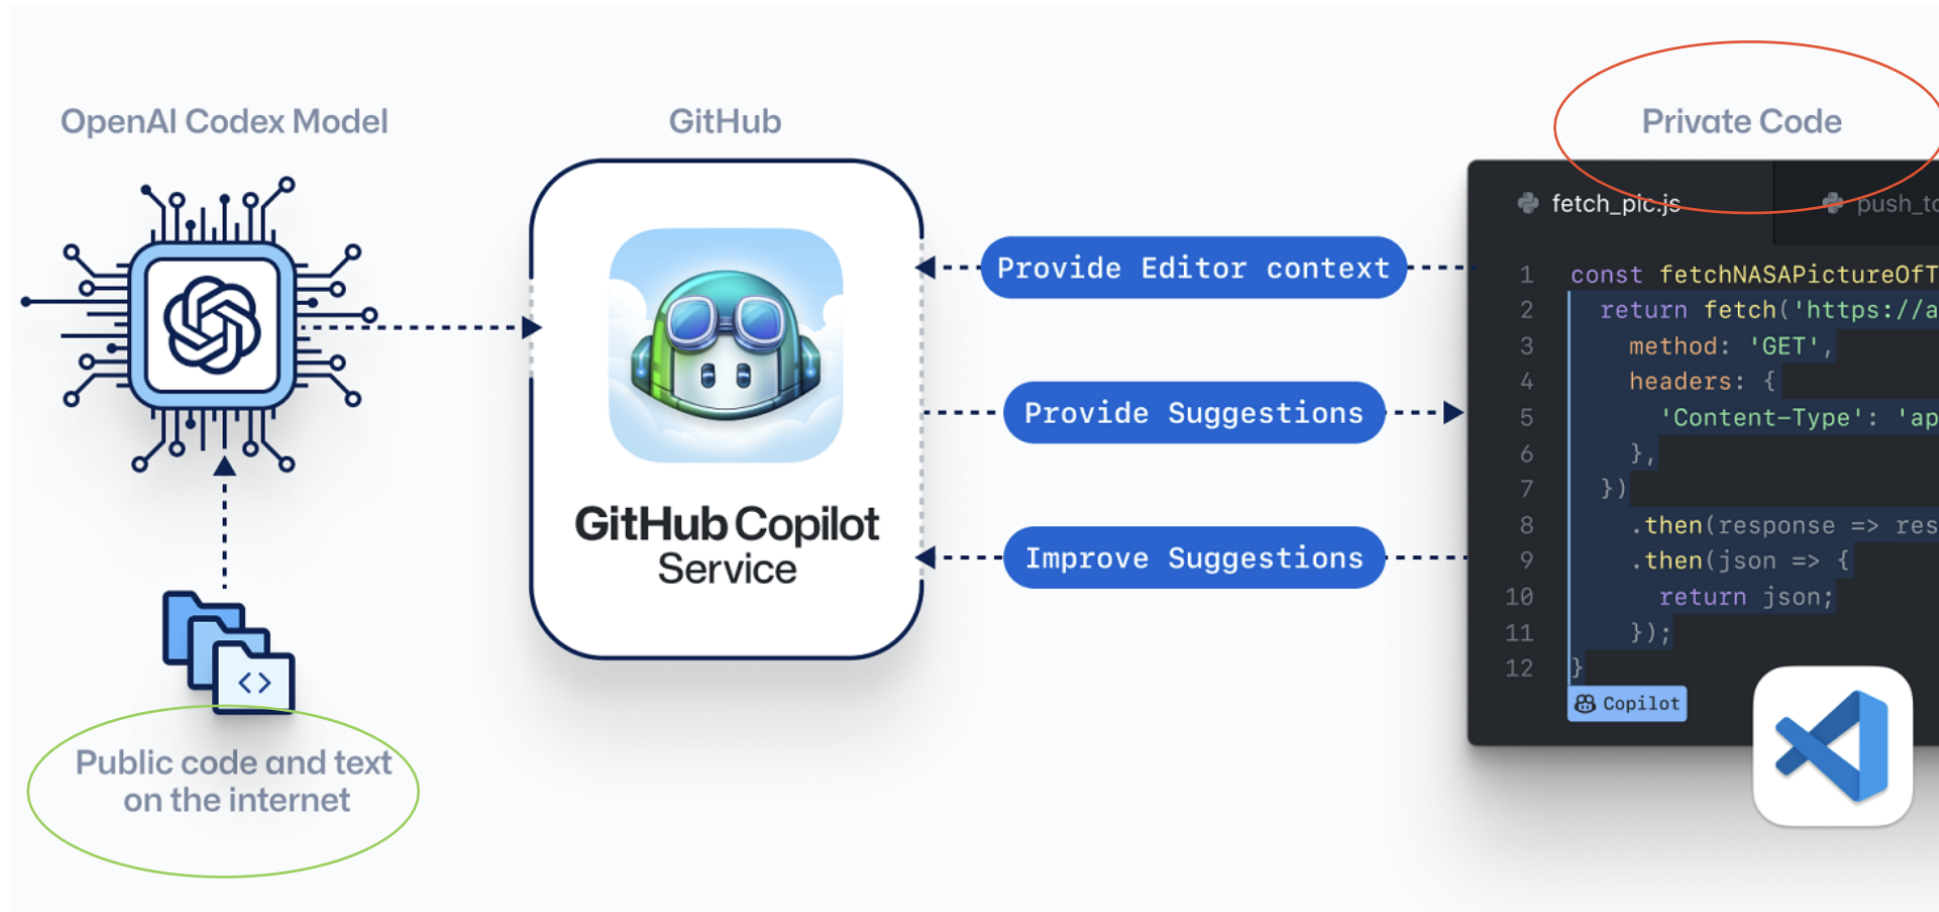 OpenAI Codex Model
GitHub
Private Code
fetch_pic.js
push_to
Provide Editor context
Provide Suggestions
Improve Suggestions
GitHub Copilot
Service
Public code and text
on the internet
1 const fetchNASAPictureOfT
2 return fetch('https://a
3 method: 'GET',
4 headers: {
5 'Content-Type': 'ap
6 },
7 })
8 .then(response => res
9 .then(json => {
10 return json;
11 });
12 }
Copilot